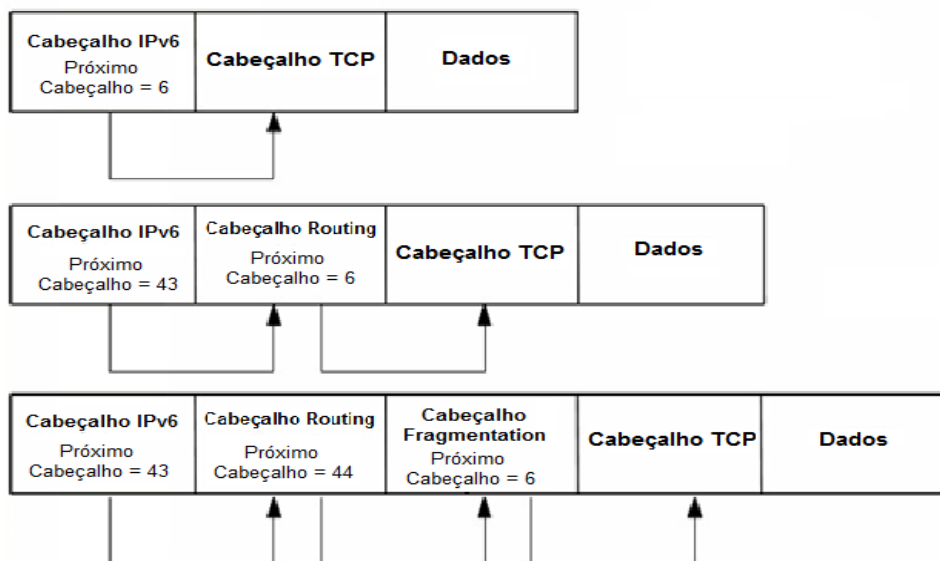 Cabeçalho IPv6
Próximo
Cabeçalho = 6
Cabeçalho TCP
Dados
Cabeçalho IPv6
Próximo
Cabeçalho = 43
Cabeçalho Routing
Próximo
Cabeçalho = 6
Cabeçalho TCP
Dados
Cabeçalho IPv6
Próximo
Cabeçalho = 43
Cabeçalho Routing
Próximo
Cabeçalho = 44
Cabeçalho
Fragmentation
Próximo
Cabeçalho = 6
Cabeçalho TCP
Dados